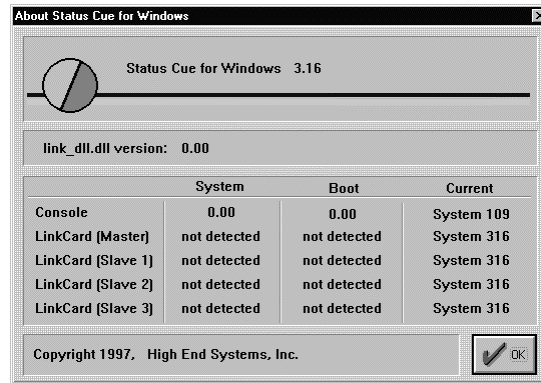 About Status Cue for Windows
Status Cue for Windows 3.16
link_dll.dll version: 0.00
System Boot Current
Console 0.00 0.00 System 109
LinkCard (Master) not detected not detected System 316
LinkCard (Slave 1) not detected not detected System 316
LinkCard (Slave 2) not detected not detected System 316
LinkCard (Slave 3) not detected not detected System 316
Copyright 1997, High End Systems, Inc.
OK